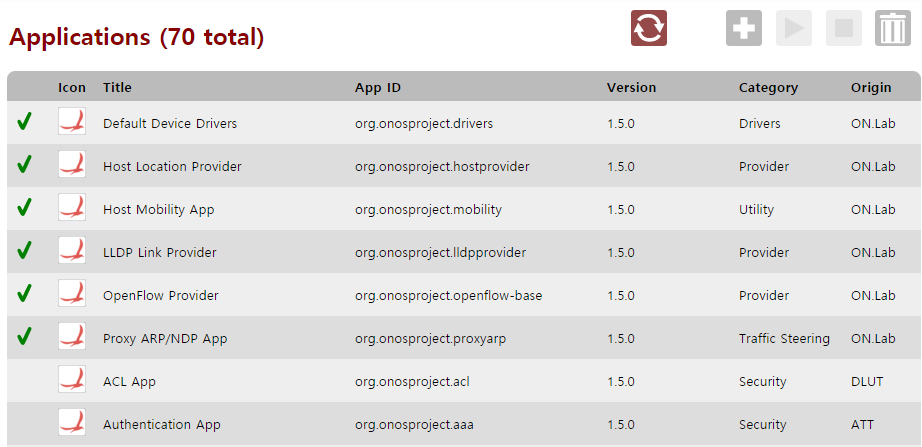 Applications (70 total)
Icon Title App ID Version Category Origin
Default Device Drivers org.onosproject.drivers 1.5.0 Drivers ON.Lab
Host Location Provider org.onosproject.hostprovider 1.5.0 Provider ON.Lab
Host Mobility App org.onosproject.mobility 1.5.0 Utility ON.Lab
LLDP Link Provider org.onosproject.lldpprovider 1.5.0 Provider ON.Lab
OpenFlow Provider org.onosproject.openflow-base 1.5.0 Provider ON.Lab
Proxy ARP/NDP App org.onosproject.proxyarp 1.5.0 Traffic Steering ON.Lab
ACL App org.onosproject.acl 1.5.0 Security DLUT
Authentication App org.onosproject.aaa 1.5.0 Security ATT